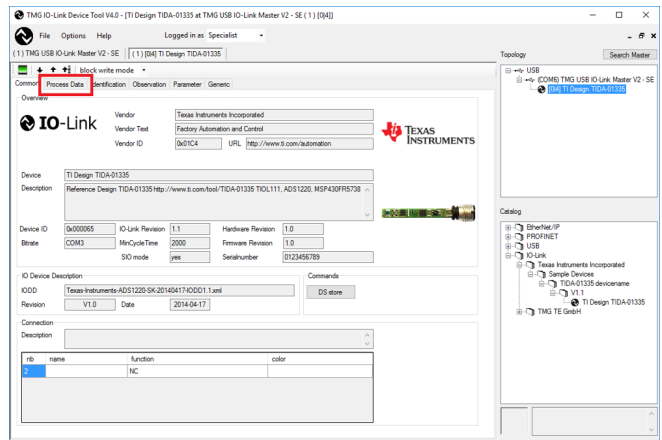 TMG IO-Link Device Tool V4.0 - [TI Design TIDA-01335 at TMG USB IO-Link Master V2 - SE ( 1 ) [0|4]]
File Options Help Logged in as Specialist
( 1 ) TMG USB IO-Link Master V2 - SE ( 1 ) [0|4] TI Design TIDA-01335
block write mode
Common Process Data Identification Observation Parameter Generic
Overview
IO-Link
Vendor Texas Instruments Incorporated
Vendor Text Factory Automation and Control
Vendor ID 0x01C4 URL http://www.ti.com/automation
TEXAS
INSTRUMENTS
Device TI Design TIDA-01335
Description Reference Design TIDA-01335 http://www.ti.com/tool/TIDA-01335 TIOL111, ADS1220, MSP430FR5738
Device ID 0x000065 IO-Link Revision 1.1 Hardware Revision 1.0
Bitrate COM3 MinCycleTime 2000 Firmware Revision 1.0
SIO mode yes Serialnumber 0123456789
IO Device Description
IODD Texas-Instruments-ADS1220-SK-20140417-IODD1.1.xml
Revision V1.0 Date 2014-04-17
Commands
DS store
Connection
Description
nb name function color
2 NC
Topology Search Master
USB
(COM6) TMG USB IO-Link Master V2 - SE
[0|4] TI Design TIDA-01335
Catalog
EtherNet/IP
PROFINET
USB
IO-Link
Texas Instruments Incorporated
Sample Devices
TIDA-01335 devicename
V1.1
TI Design TIDA-01335
TMG TE GmbH